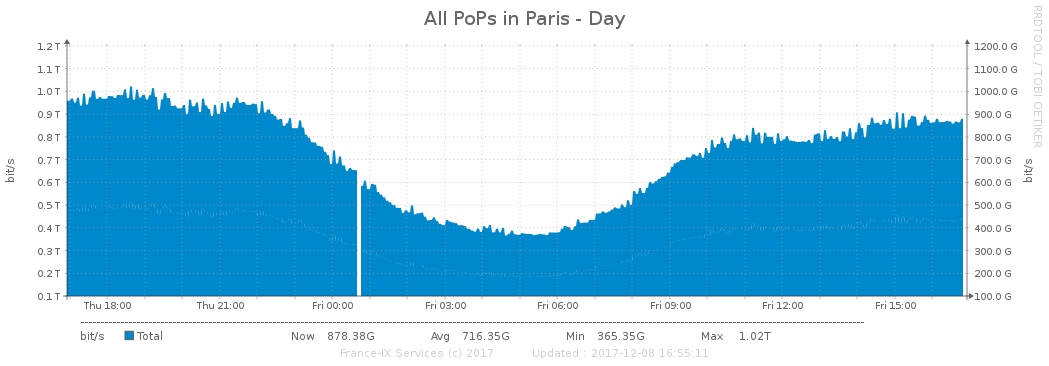 All PoPs in Paris - Day
RRDTOOL / TOBI OETIKER
bit/s
1.2 T
1.1 T
1.0 T
0.9 T
0.8 T
0.7 T
0.6 T
0.5 T
0.4 T
0.3 T
0.2 T
0.1 T
1200.0 G
1100.0 G
1000.0 G
900.0 G
800.0 G
700.0 G
600.0 G
500.0 G
400.0 G
300.0 G
200.0 G
100.0 G
bit/s
Thu 18:00 Thu 21:00 Fri 00:00 Fri 03:00 Fri 06:00 Fri 09:00 Fri 12:00 Fri 15:00
bit/s Total Now 878.38G Avg 716.35G Min 365.35G Max 1.02T
France-IX Services (c) 2017 Updated : 2017-12-08 16:55:11